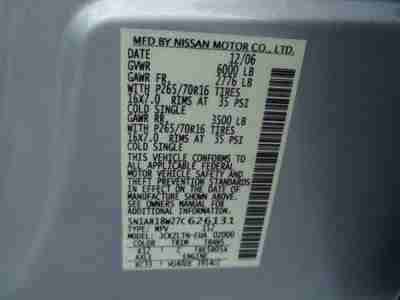 MFD BY NISSAN MOTOR CO., LTD.
DATE 12/06
GVWR 6000 LB
GAWR FR. 2776 LB
WITH P265/70R16 TIRES
16X7.0 RIMS AT 35 PSI
COLD SINGLE
GAWR RR. 3500 LB
WITH P265/70R16 TIRES
16X7.0 RIMS AT 35 PSI
COLD SINGLE
THIS VEHICLE CONFORMS TO
ALL APPLICABLE FEDERAL
MOTOR VEHICLE SAFETY AND
THEFT PREVENTION STANDARDS
IN EFFECT ON THE DATE OF
MANUFACTURE SHOWN ABOVE.
SEE OWNERS MANUAL FOR
ADDITIONAL INFORMATION
5N1AN18W27C626131
TYPE: MPV
MODEL:
COLOR TRIM TRANS